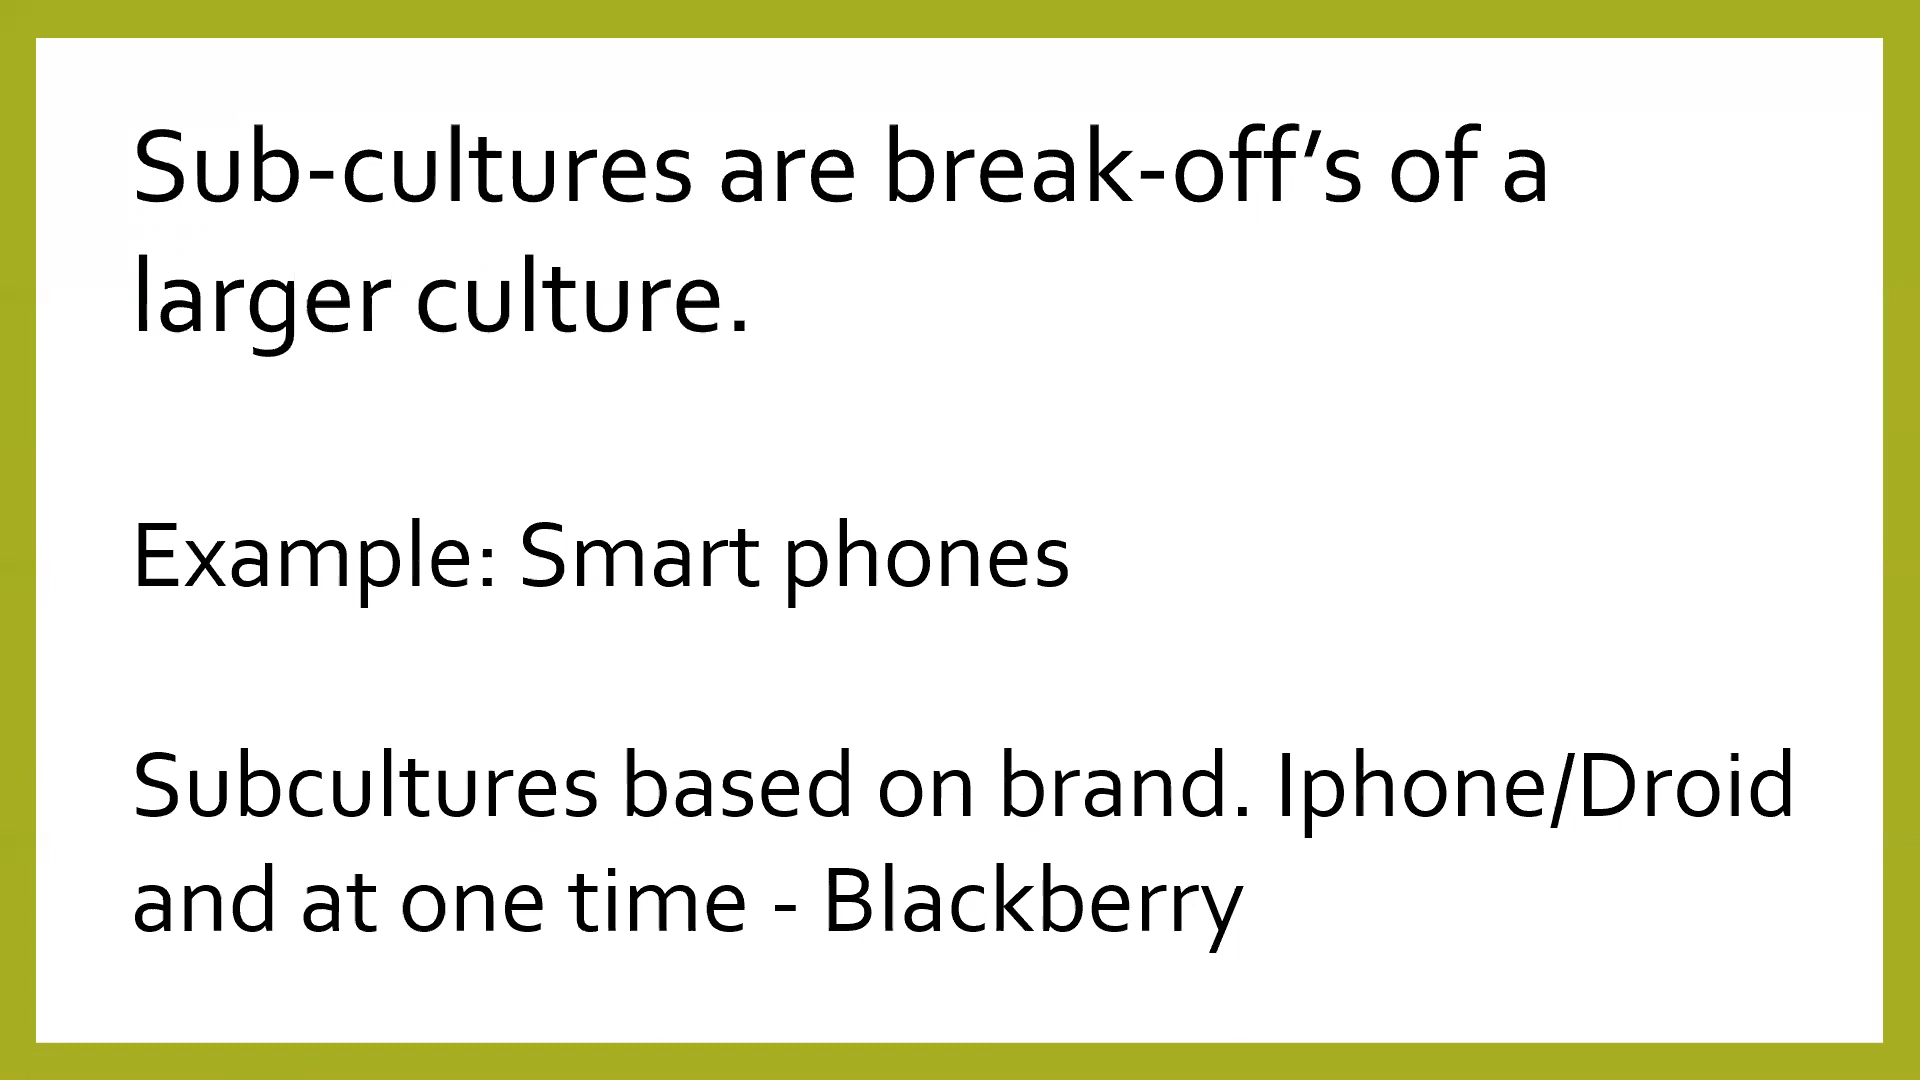 Sub-cultures are break-off’s of a
larger culture.
Example: Smart phones
Subcultures based on brand. Iphone/Droid
and at one time - Blackberry